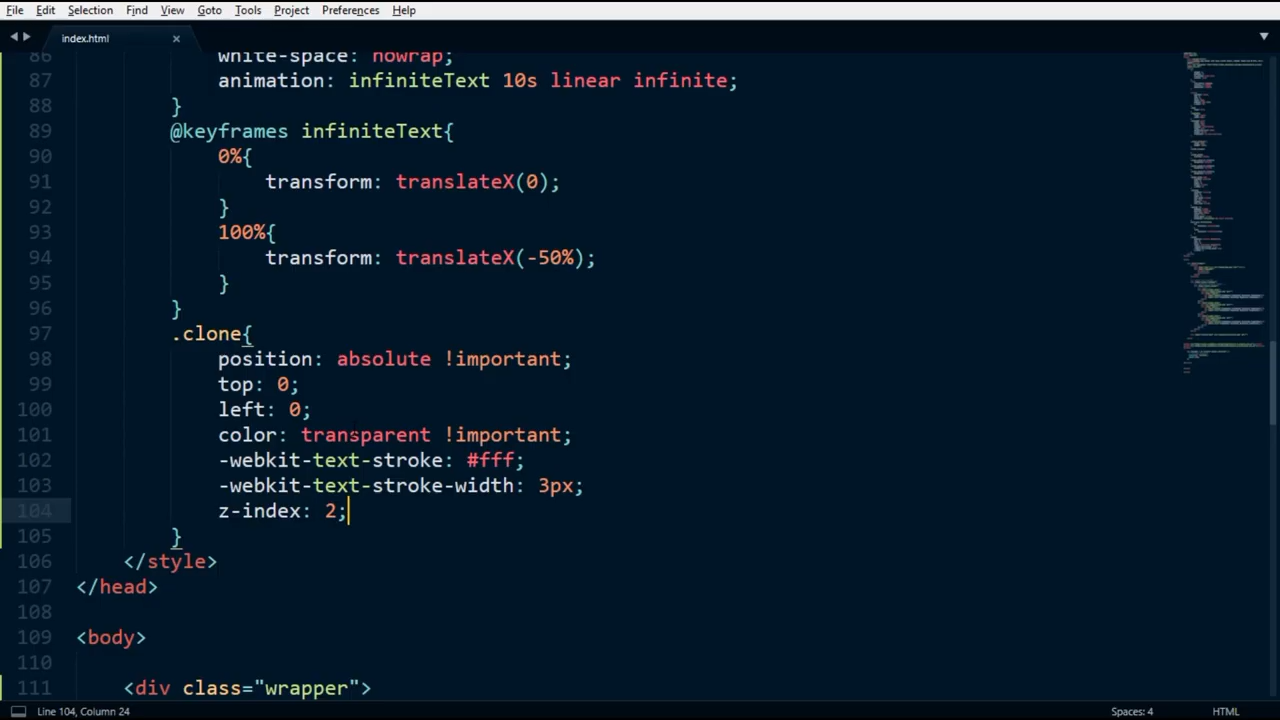 File Edit Selection Find View Goto Tools Project Preferences Help
index.html ×
86 white-space: nowrap;
87 animation: infiniteText 10s linear infinite;
88 }
89 @keyframes infiniteText{
90 0%{
91 transform: translateX(0);
92 }
93 100%{
94 transform: translateX(-50%);
95 }
96 }
97 .clone{
98 position: absolute !important;
99 top: 0;
100 left: 0;
101 color: transparent !important;
102 -webkit-text-stroke: #fff;
103 -webkit-text-stroke-width: 3px;
104 z-index: 2;
105 }
106 </style>
107 </head>
108
109 <body>
110
111 <div class="wrapper">
Line 104, Column 24 Spaces: 4 HTML